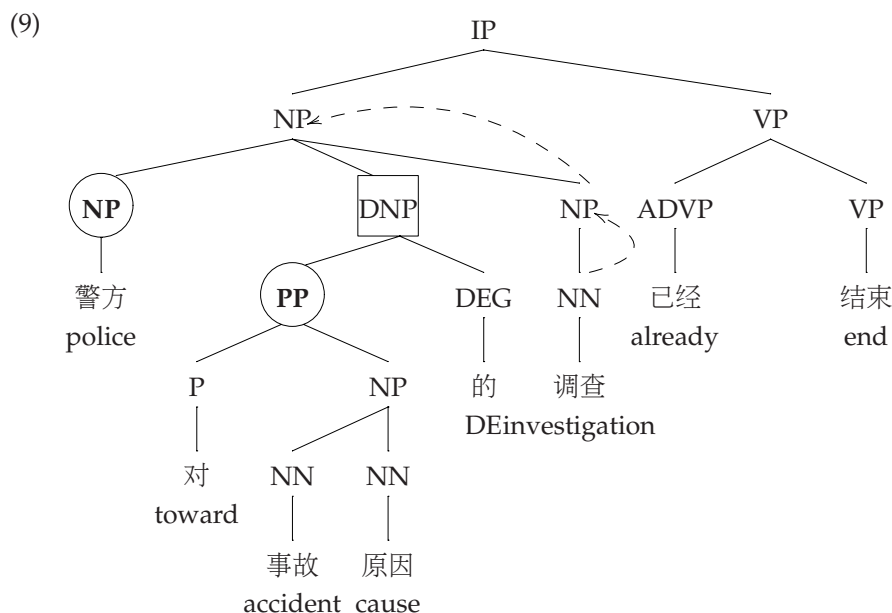 (9)
IP
NP VP
NP DNP NP ADVP VP
警方 PP DEG NN 已经 结束
police already end
P NP 的 调查
DEinvestigation
对 NN NN
toward
事故 原因
accident cause